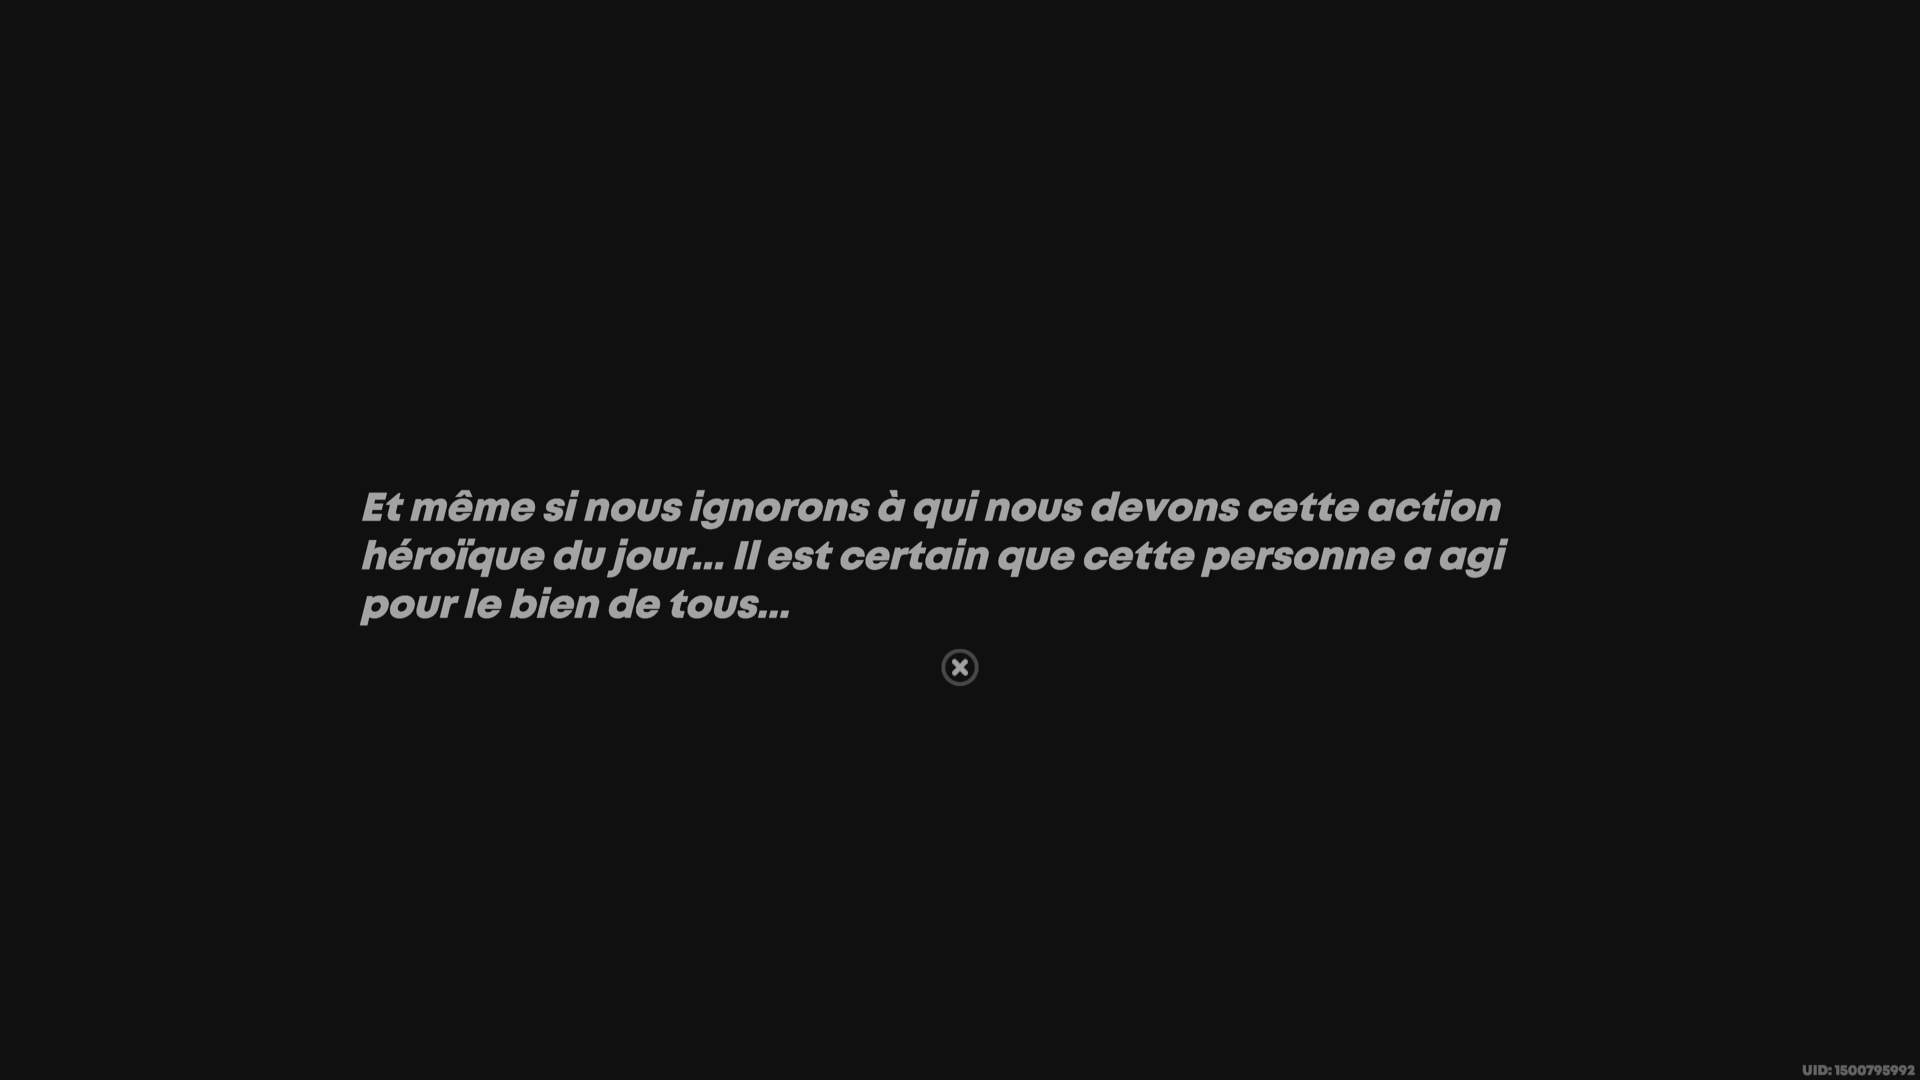 Et même si nous ignorons à qui nous devons cette action
héroïque du jour... Il est certain que cette personne a agi
pour le bien de tous...
UID: 1500795992